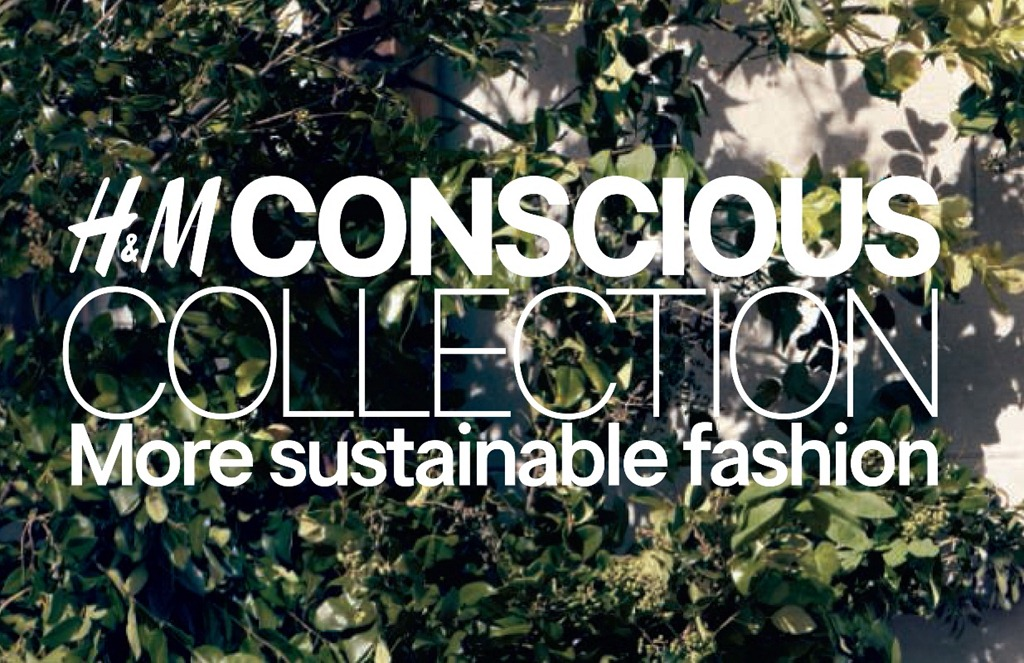 H&M CONSCIOUS
COLLECTION
More sustainable fashion